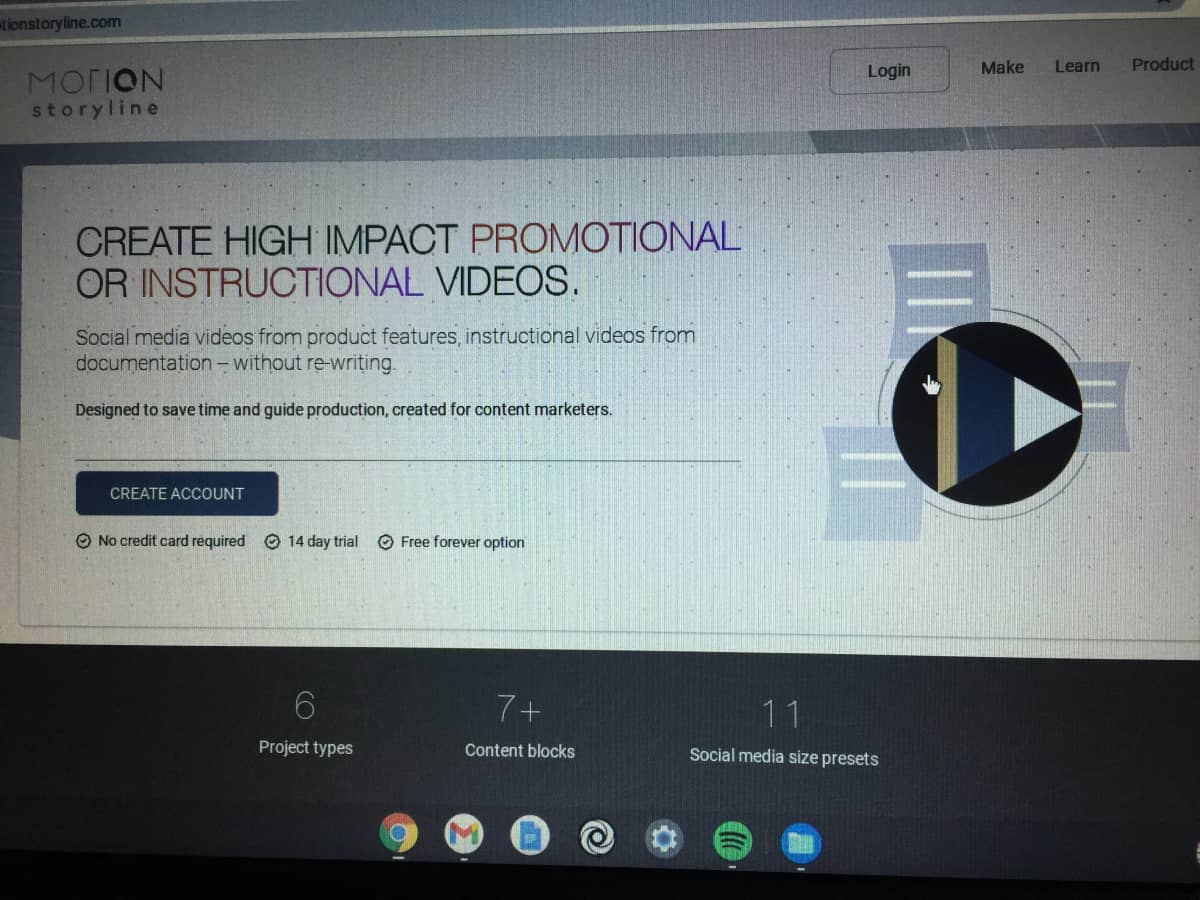 tionstoryline.com
MOTION
storyline
Login
Make
Learn
Product
CREATE HIGH IMPACT PROMOTIONAL
OR INSTRUCTIONAL VIDEOS.
Social media videos from product features, instructional videos from
documentation – without re-writing.
Designed to save time and guide production, created for content marketers.
CREATE ACCOUNT
No credit card required
14 day trial
Free forever option
6
7+
11
Project types
Content blocks
Social media size presets